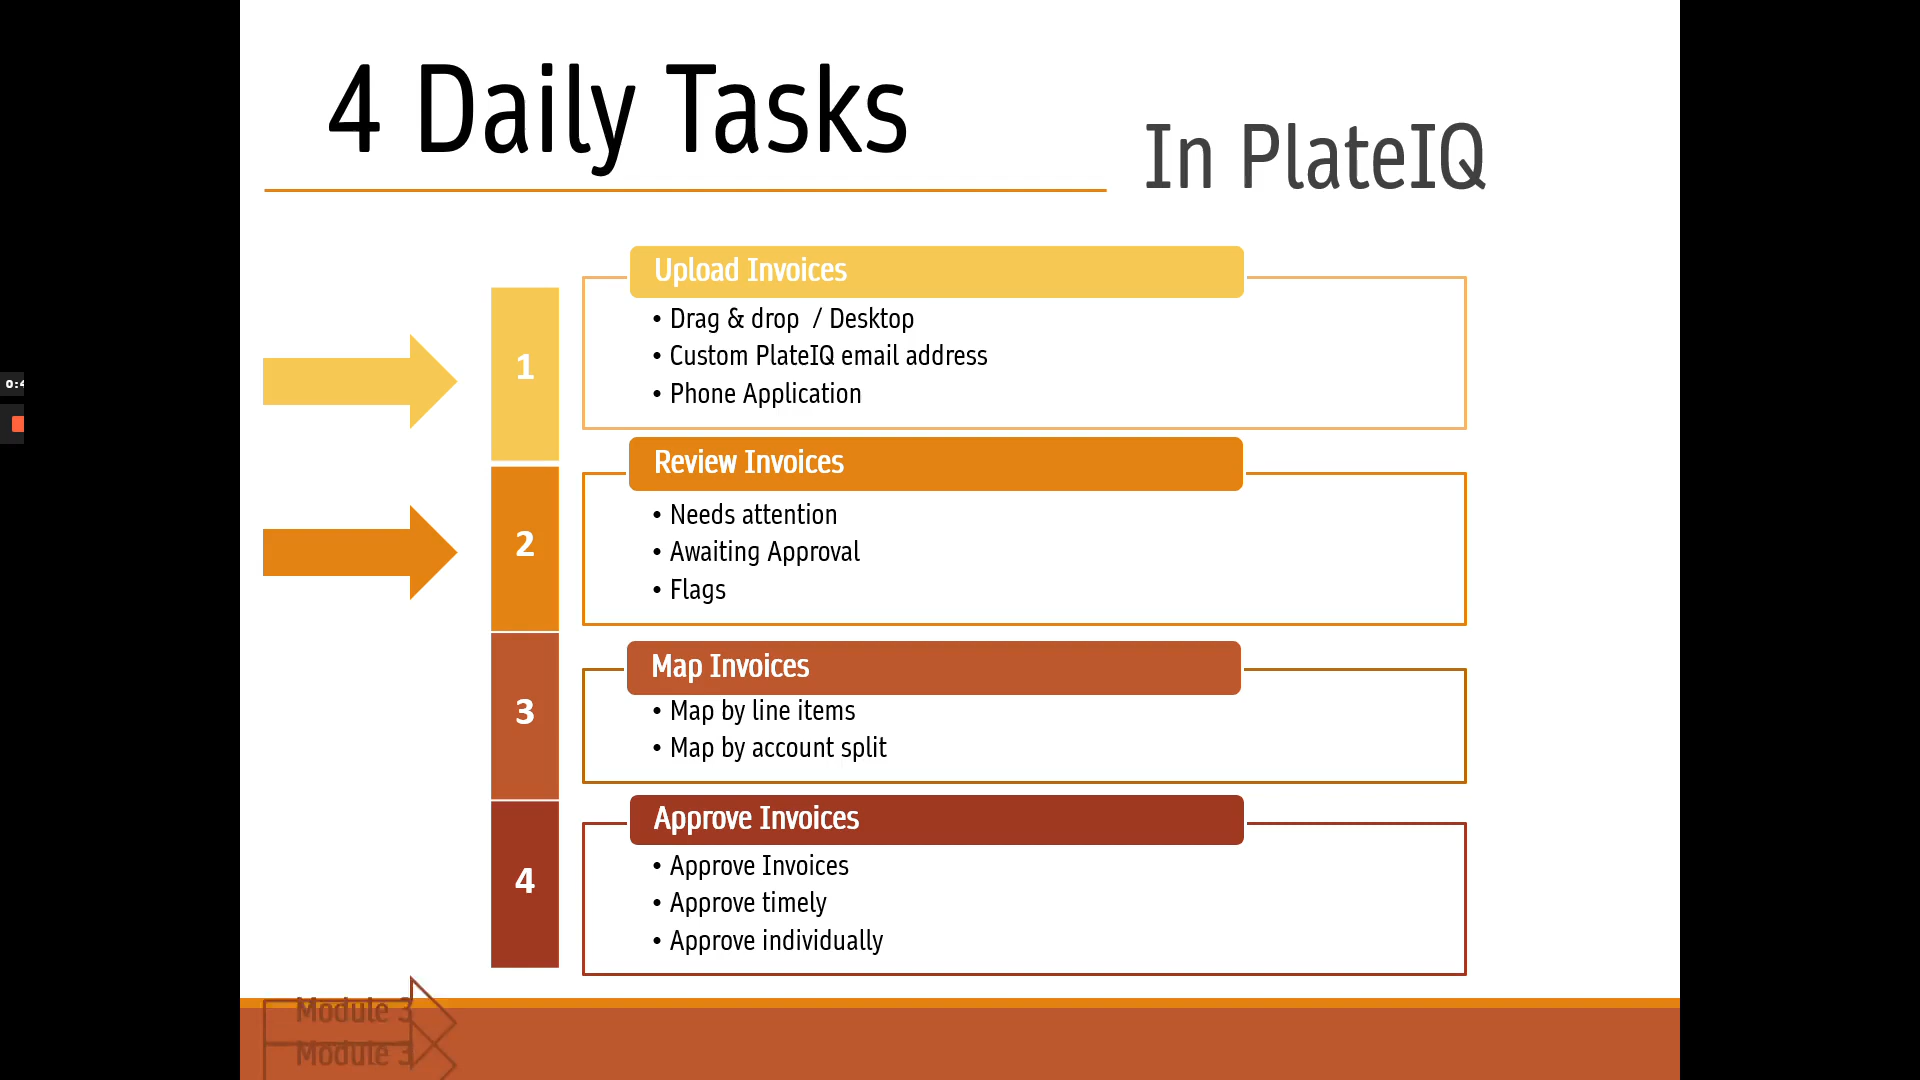 4 Daily Tasks
In PlateIQ
1
Upload Invoices
• Drag & drop / Desktop
• Custom PlateIQ email address
• Phone Application
2
Review Invoices
• Needs attention
• Awaiting Approval
• Flags
3
Map Invoices
• Map by line items
• Map by account split
4
Approve Invoices
• Approve Invoices
• Approve timely
• Approve individually
Module 3
Module 3